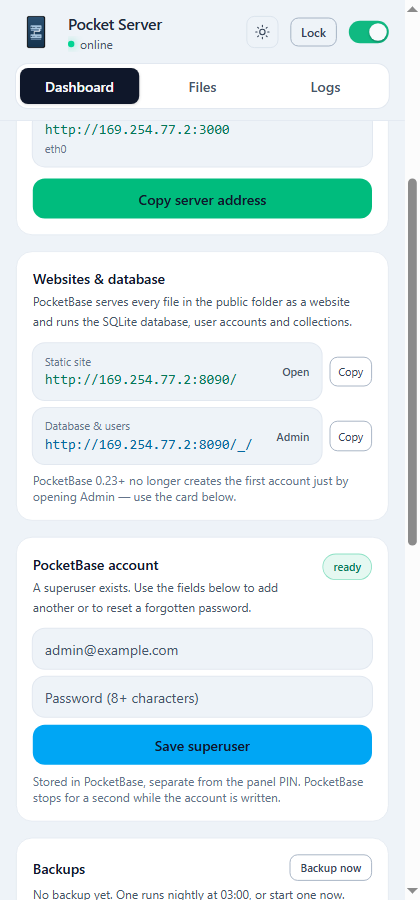 Pocket Server
online
Lock
Dashboard
Files
Logs
http://169.254.77.2:3000
eth0
Copy server address
Websites & database
PocketBase serves every file in the public folder as a website
and runs the SQLite database, user accounts and collections.
Static site
http://169.254.77.2:8090/
Open
Copy
Database & users
http://169.254.77.2:8090/_/
Admin
Copy
PocketBase 0.23+ no longer creates the first account just by
opening Admin — use the card below.
PocketBase account
ready
A superuser exists. Use the fields below to add
another or to reset a forgotten password.
admin@example.com
Password (8+ characters)
Save superuser
Stored in PocketBase, separate from the panel PIN. PocketBase
stops for a second while the account is written.
Backups
Backup now
No backup yet. One runs nightly at 03:00, or start one now.